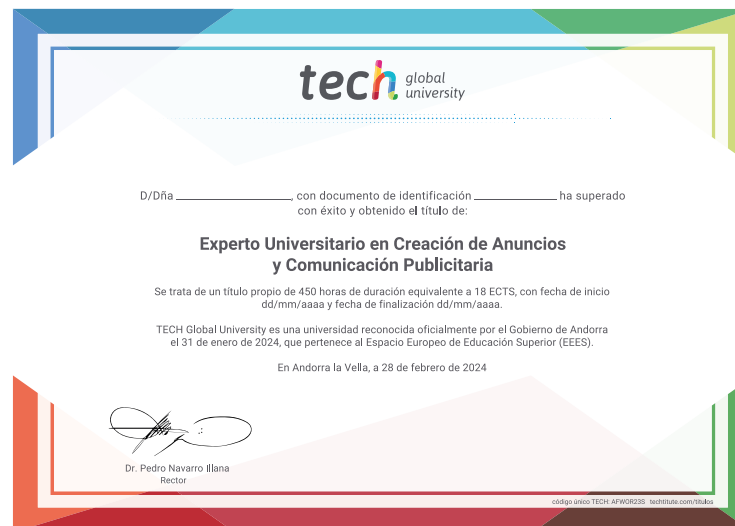 tech global
university
D/Dña ______________, con documento de identificación ____________ ha superado
con éxito y obtenido el título de:
Experto Universitario en Creación de Anuncios
y Comunicación Publicitaria
Se trata de un título propio de 450 horas de duración equivalente a 18 ECTS, con fecha de inicio
dd/mm/aaaa y fecha de finalización dd/mm/aaaa.
TECH Global University es una universidad reconocida oficialmente por el Gobierno de Andorra
el 31 de enero de 2024, que pertenece al Espacio Europeo de Educación Superior (EEES).
En Andorra la Vella, a 28 de febrero de 2024
Dr. Pedro Navarro Illana
Rector
código único TECH: AFWOR23S techtitute.com/titulos